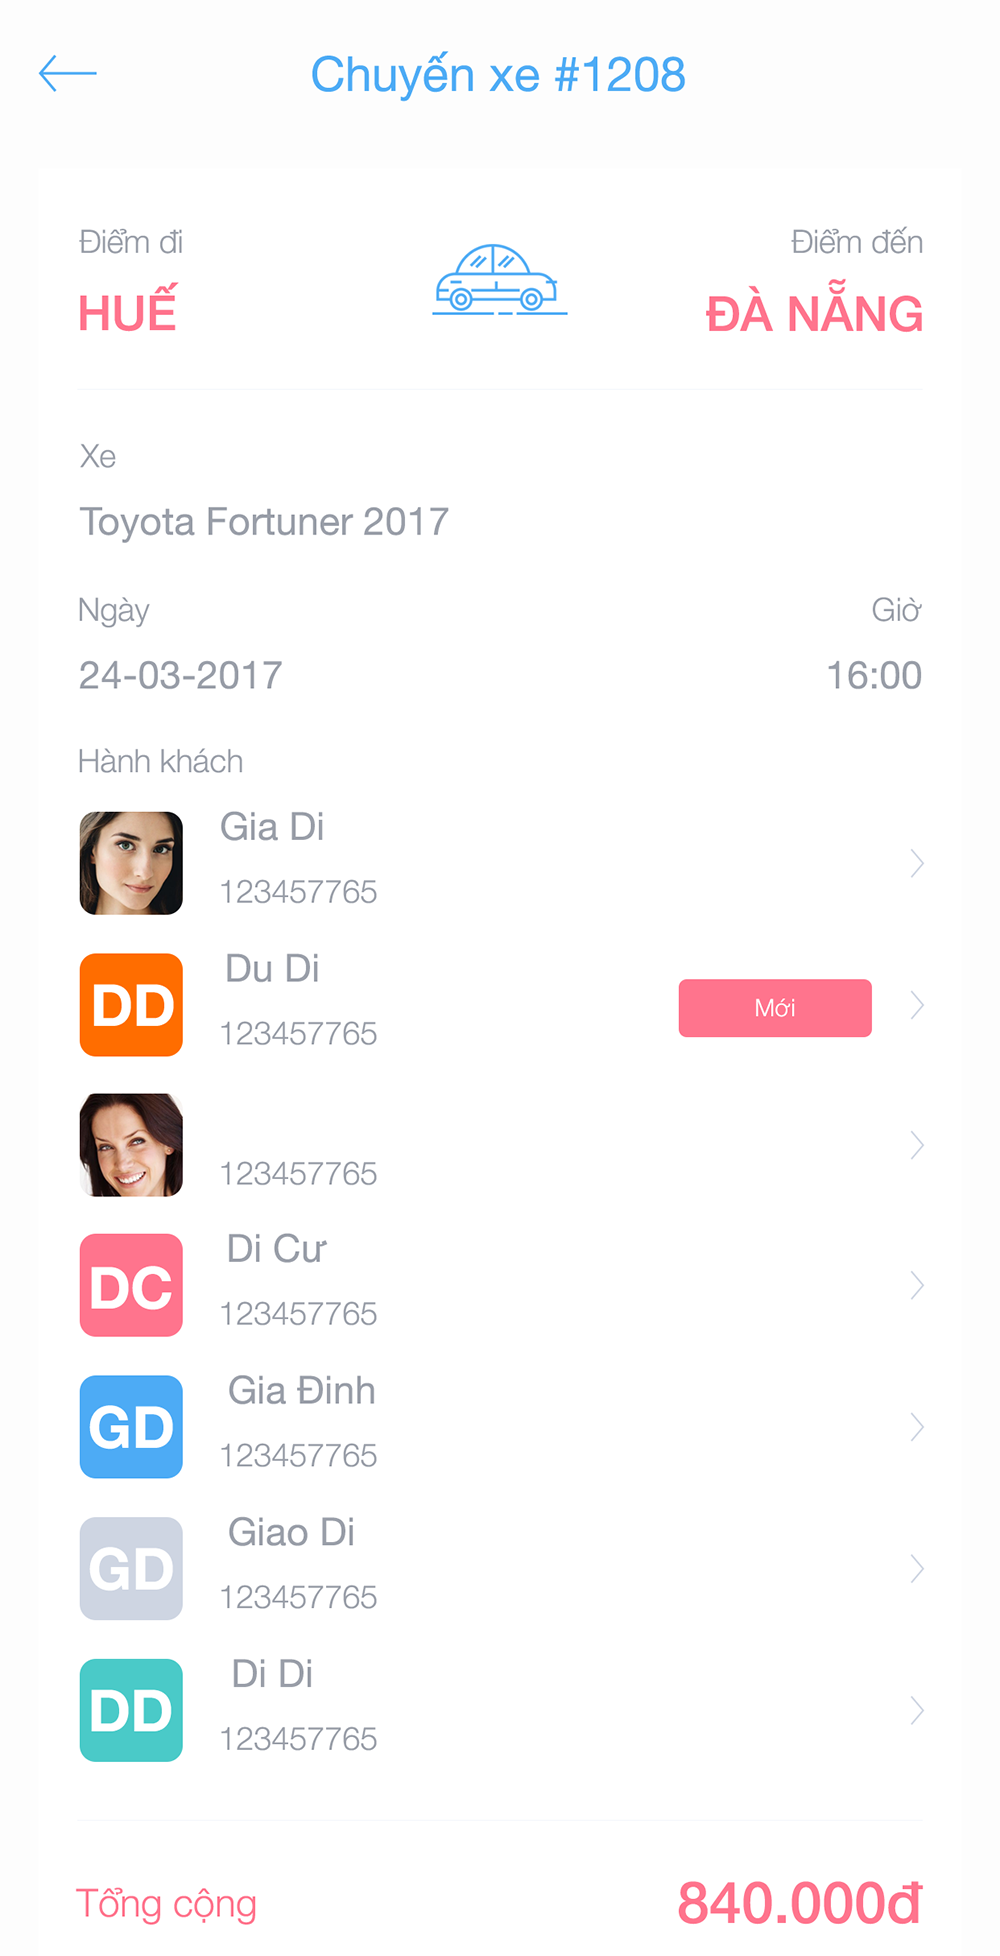 Chuyến xe #1208
Điểm đi
Điểm đến
HUẾ
ĐÀ NẴNG
Xe
Toyota Fortuner 2017
Ngày
Giờ
24-03-2017
16:00
Hành khách
Gia Di
123457765
DD
Du Di
123457765
Mới
123457765
DC
Di Cư
123457765
GD
Gia Đinh
123457765
GD
Giao Di
123457765
DD
Di Di
123457765
Tổng cộng
840.000đ